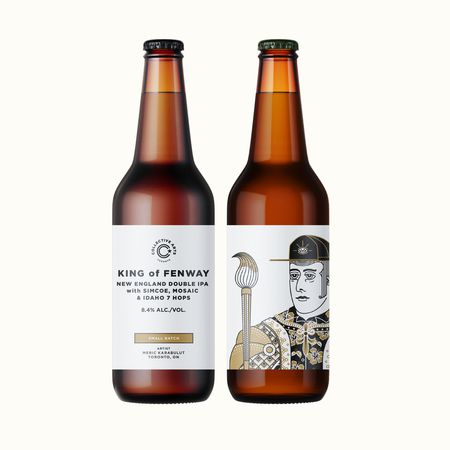 COLLECTIVE ARTS
TORONTO
KING of FENWAY
NEW ENGLAND DOUBLE IPA
with SIMCOE, MOSAIC
& IDAHO 7 HOPS
8.4% ALC./VOL.
SMALL BATCH
ARTIST
MERIC KARABULUT
TORONTO, ON